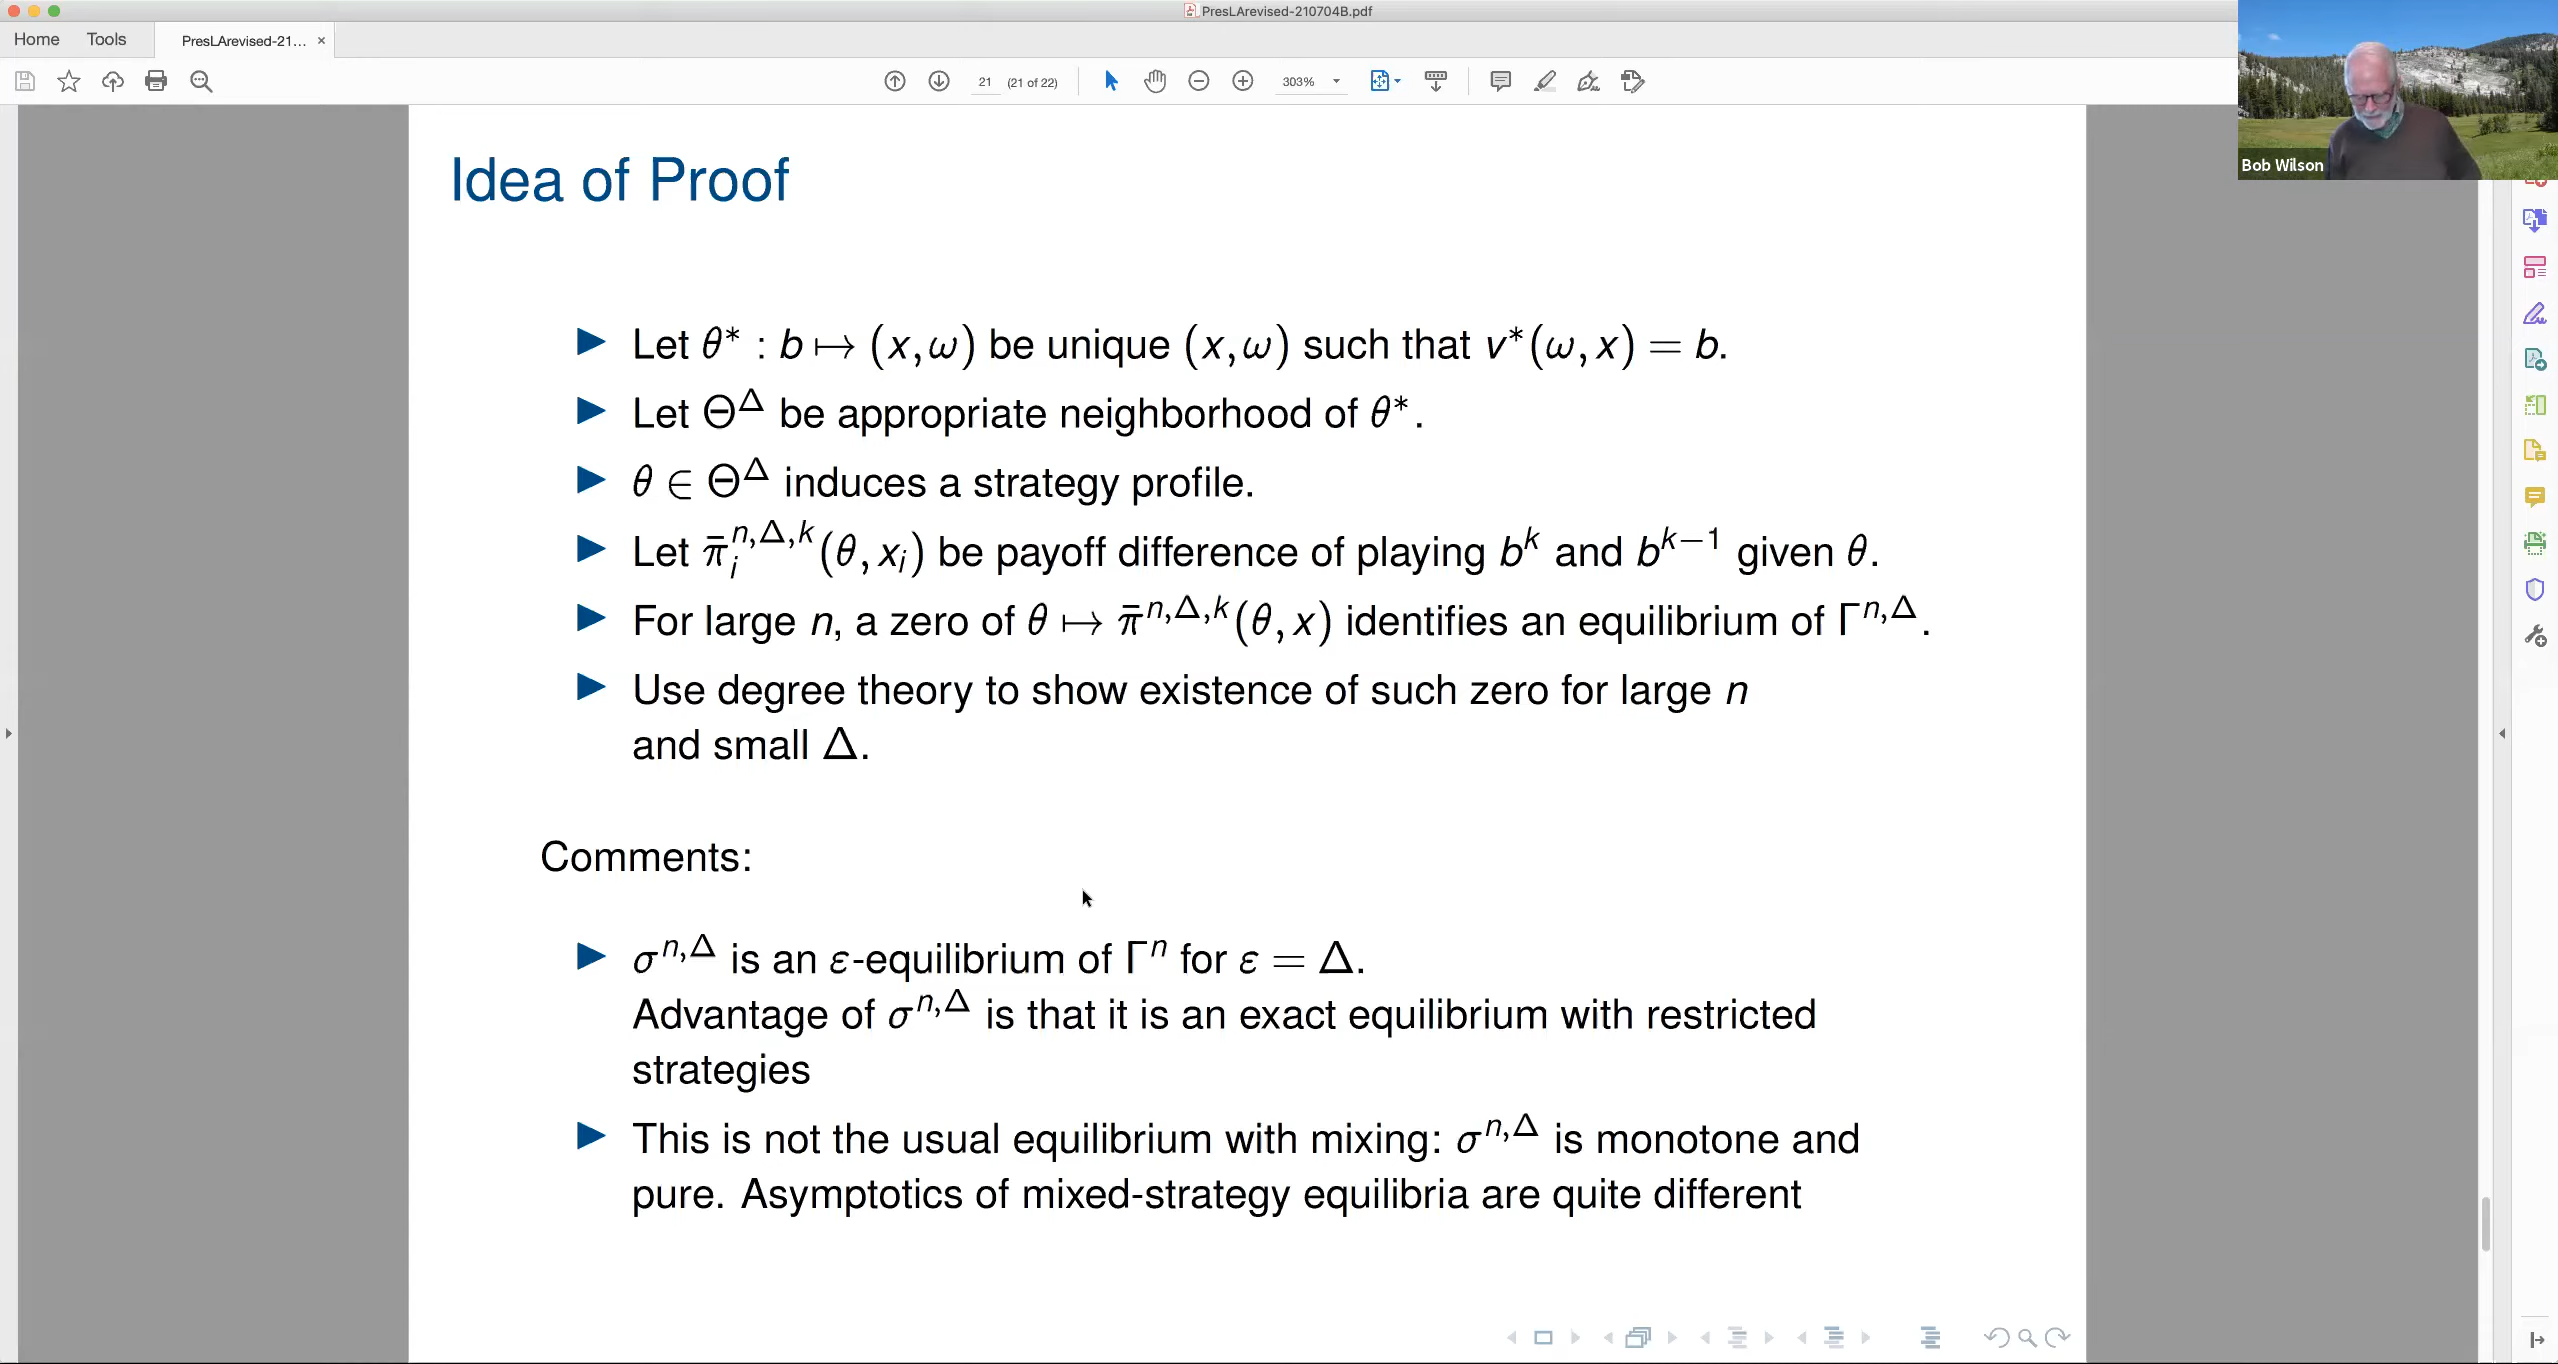 PresLArevised-210704B.pdf
Home Tools PresLArevised-21... ×
21 (21 of 22) 303%
Bob Wilson
Idea of Proof
▶ Let θ* : b ↦ (x, ω) be unique (x, ω) such that v*(ω, x) = b.
▶ Let Θ^Δ be appropriate neighborhood of θ*.
▶ θ ∈ Θ^Δ induces a strategy profile.
▶ Let π̄_i^{n,Δ,k}(θ, x_i) be payoff difference of playing b^k and b^{k−1} given θ.
▶ For large n, a zero of θ ↦ π̄^{n,Δ,k}(θ, x) identifies an equilibrium of Γ^{n,Δ}.
▶ Use degree theory to show existence of such zero for large n
and small Δ.
Comments:
▶ σ^{n,Δ} is an ε-equilibrium of Γ^n for ε = Δ.
Advantage of σ^{n,Δ} is that it is an exact equilibrium with restricted
strategies
▶ This is not the usual equilibrium with mixing: σ^{n,Δ} is monotone and
pure. Asymptotics of mixed-strategy equilibria are quite different